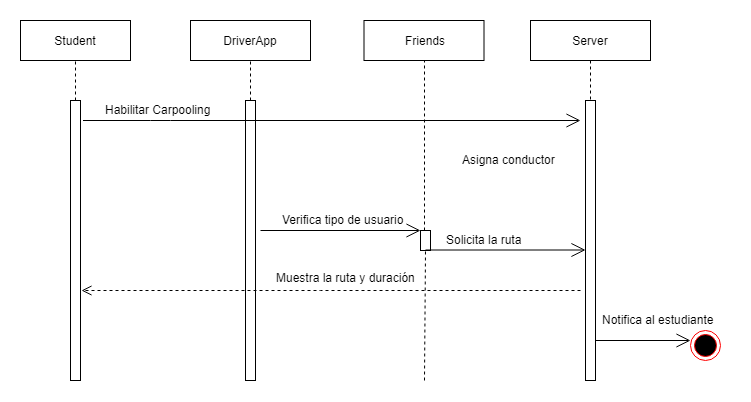 Student
DriverApp
Friends
Server
Habilitar Carpooling
Asigna conductor
Verifica tipo de usuario
Solicita la ruta
Muestra la ruta y duración
Notifica al estudiante